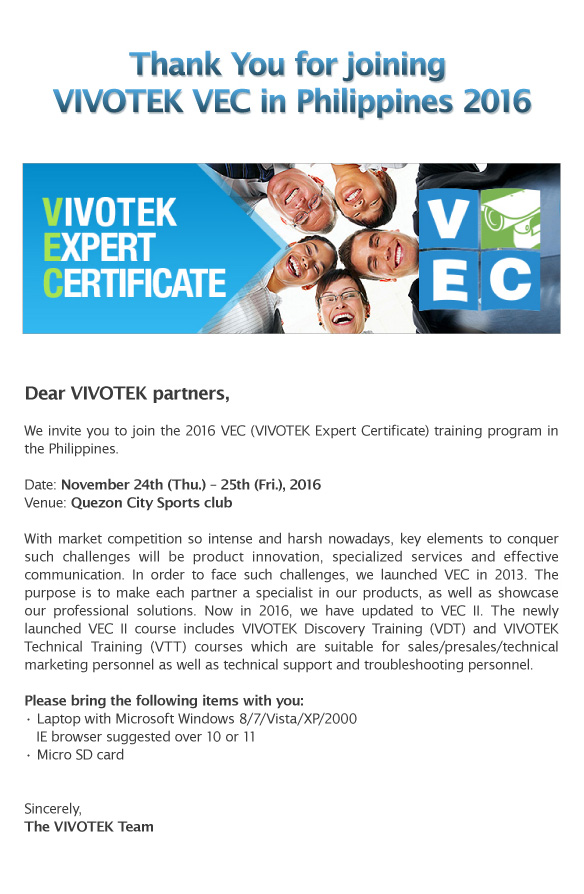 Thank You for joining
VIVOTEK VEC in Philippines 2016
VIVOTEK
EXPERT
CERTIFICATE
V
E C
Dear VIVOTEK partners,
We invite you to join the 2016 VEC (VIVOTEK Expert Certificate) training program in
the Philippines.
Date: November 24th (Thu.) – 25th (Fri.), 2016
Venue: Quezon City Sports club
With market competition so intense and harsh nowadays, key elements to conquer
such challenges will be product innovation, specialized services and effective
communication. In order to face such challenges, we launched VEC in 2013. The
purpose is to make each partner a specialist in our products, as well as showcase
our professional solutions. Now in 2016, we have updated to VEC II. The newly
launched VEC II course includes VIVOTEK Discovery Training (VDT) and VIVOTEK
Technical Training (VTT) courses which are suitable for sales/presales/technical
marketing personnel as well as technical support and troubleshooting personnel.
Please bring the following items with you:
· Laptop with Microsoft Windows 8/7/Vista/XP/2000
IE browser suggested over 10 or 11
· Micro SD card
Sincerely,
The VIVOTEK Team